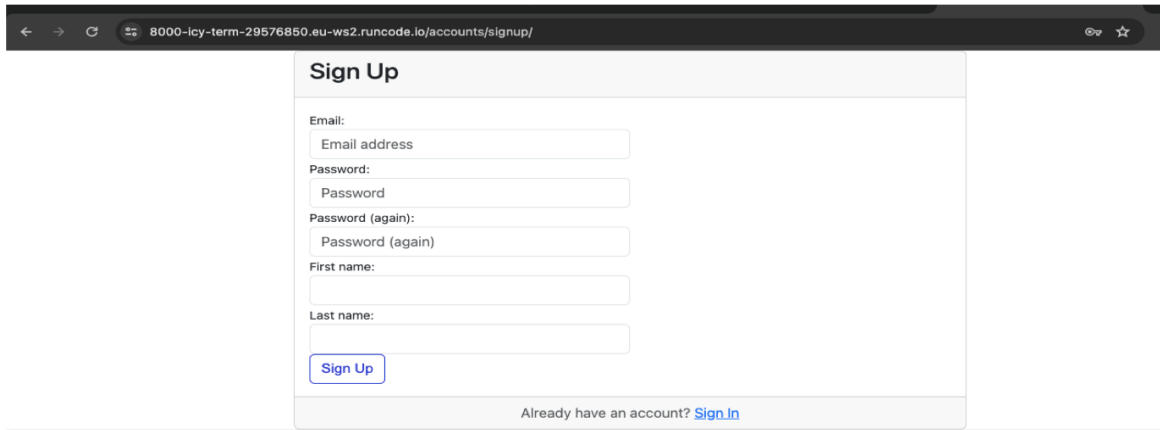 8000-icy-term-29576850.eu-ws2.runcode.io/accounts/signup/
Sign Up
Email:
Email address
Password:
Password
Password (again):
Password (again)
First name:
Last name:
Sign Up
Already have an account? Sign In